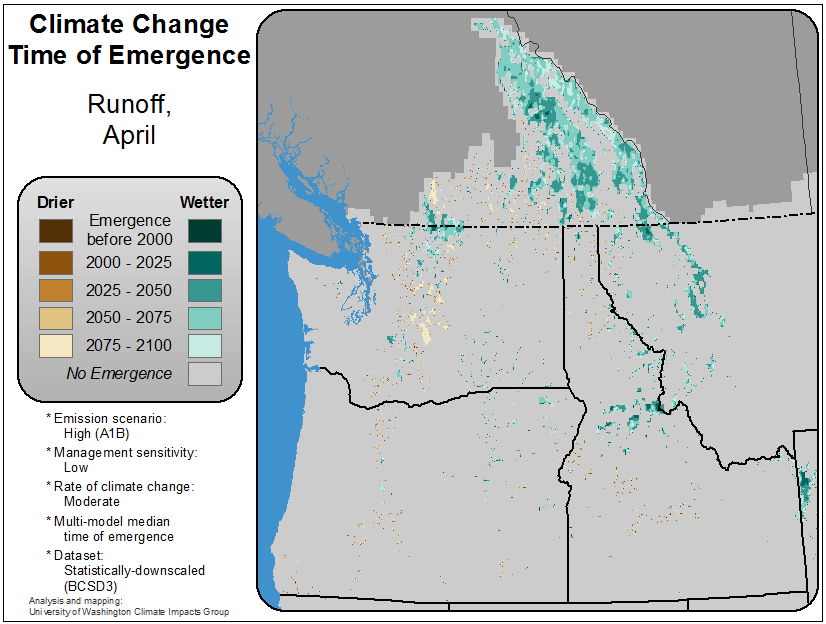 Climate Change
Time of Emergence
Runoff,
April
Drier
Wetter
Emergence
before 2000
2000 - 2025
2025 - 2050
2050 - 2075
2075 - 2100
No Emergence
* Emission scenario:
High (A1B)
* Management sensitivity:
Low
* Rate of climate change:
Moderate
* Multi-model median
time of emergence
* Dataset:
Statistically-downscaled
(BCSD3)
Analysis and mapping:
University of Washington Climate Impacts Group